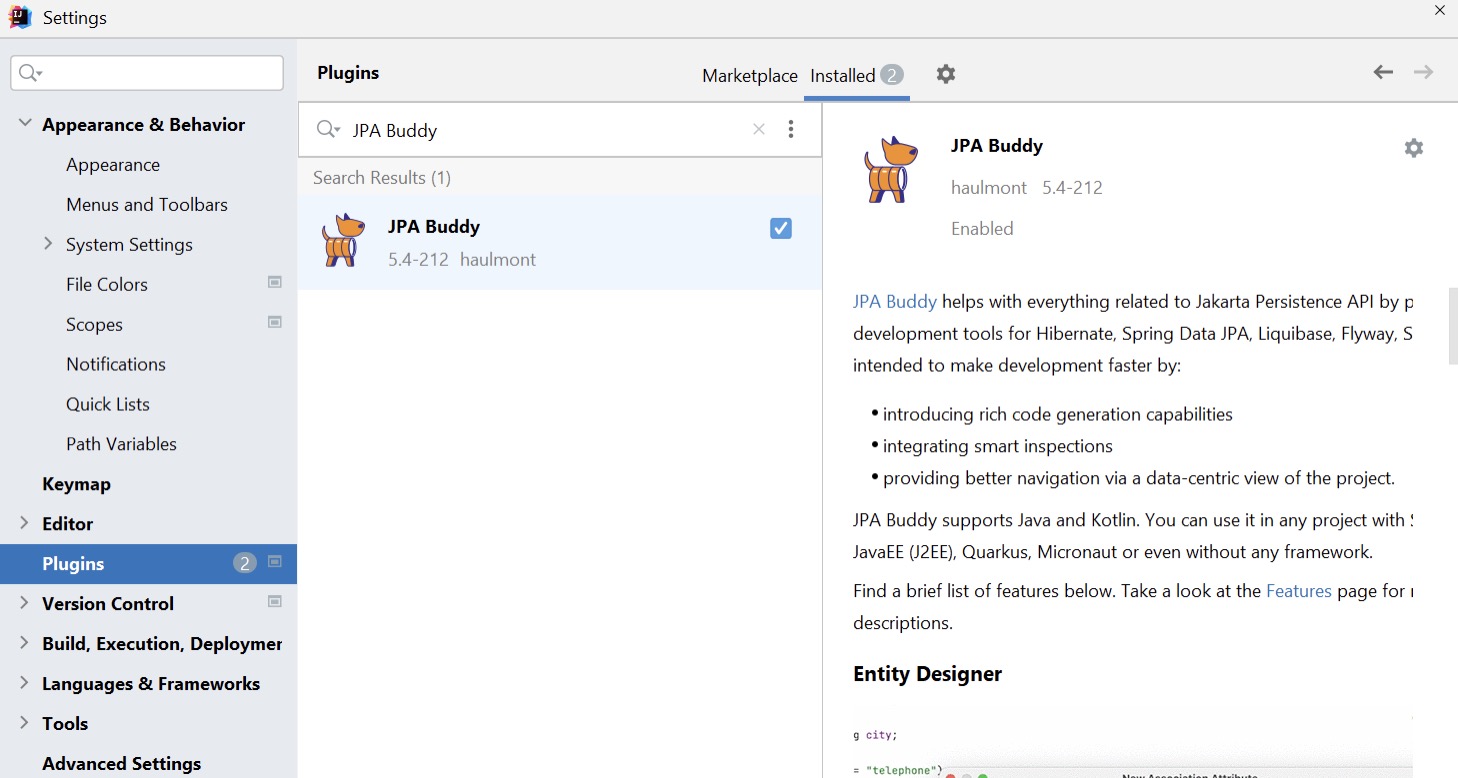 Settings
Plugins
Marketplace
Installed 2
Appearance & Behavior
Appearance
Menus and Toolbars
System Settings
File Colors
Scopes
Notifications
Quick Lists
Path Variables
Keymap
Editor
Plugins 2
Version Control
Build, Execution, Deploymer
Languages & Frameworks
Tools
Advanced Settings
JPA Buddy
Search Results (1)
JPA Buddy
5.4-212 haulmont
JPA Buddy
haulmont 5.4-212
Enabled
JPA Buddy helps with everything related to Jakarta Persistence API by p
development tools for Hibernate, Spring Data JPA, Liquibase, Flyway, S
intended to make development faster by:
• introducing rich code generation capabilities
• integrating smart inspections
• providing better navigation via a data-centric view of the project.
JPA Buddy supports Java and Kotlin. You can use it in any project with
JavaEE (J2EE), Quarkus, Micronaut or even without any framework.
Find a brief list of features below. Take a look at the Features page for
descriptions.
Entity Designer
g city;
= "telephone")
New Association Attribute